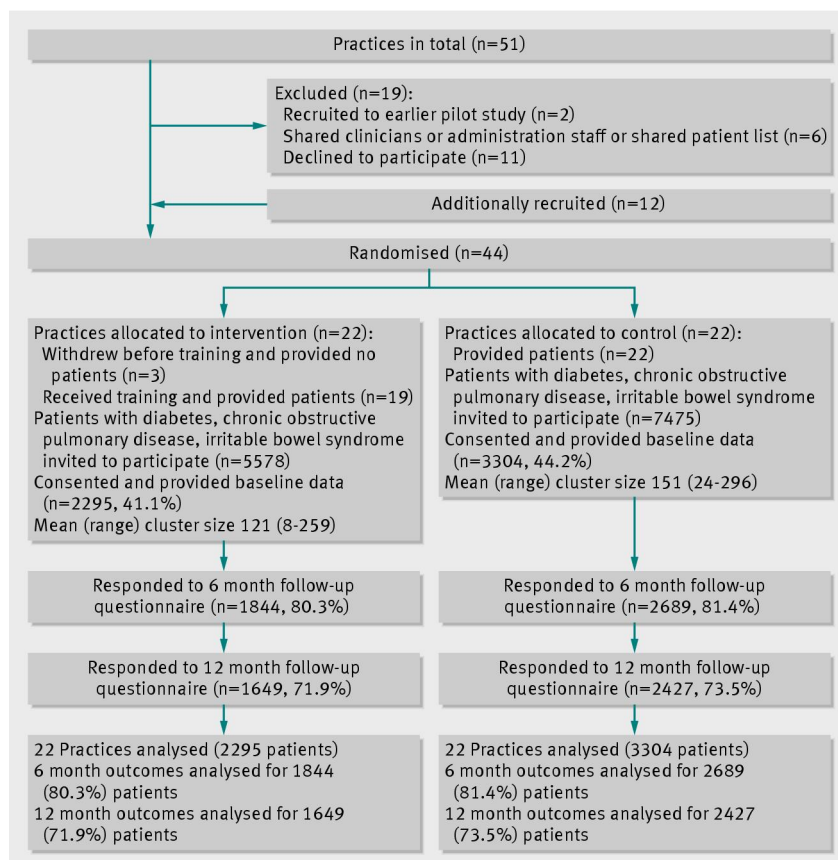 Practices in total (n=51)
Excluded (n=19):
Recruited to earlier pilot study (n=2)
Shared clinicians or administration staff or shared patient list (n=6)
Declined to participate (n=11)
Additionally recruited (n=12)
Randomised (n=44)
Practices allocated to intervention (n=22):
Withdrew before training and provided no
patients (n=3)
Received training and provided patients (n=19)
Patients with diabetes, chronic obstructive
pulmonary disease, irritable bowel syndrome
invited to participate (n=5578)
Consented and provided baseline data
(n=2295, 41.1%)
Mean (range) cluster size 121 (8-259)
Practices allocated to control (n=22):
Provided patients (n=22)
Patients with diabetes, chronic obstructive
pulmonary disease, irritable bowel syndrome
invited to participate (n=7475)
Consented and provided baseline data
(n=3304, 44.2%)
Mean (range) cluster size 151 (24-296)
Responded to 6 month follow-up
questionnaire (n=1844, 80.3%)
Responded to 6 month follow-up
questionnaire (n=2689, 81.4%)
Responded to 12 month follow-up
questionnaire (n=1649, 71.9%)
Responded to 12 month follow-up
questionnaire (n=2427, 73.5%)
22 Practices analysed (2295 patients)
6 month outcomes analysed for 1844
(80.3%) patients
12 month outcomes analysed for 1649
(71.9%) patients
22 Practices analysed (3304 patients)
6 month outcomes analysed for 2689
(81.4%) patients
12 month outcomes analysed for 2427
(73.5%) patients